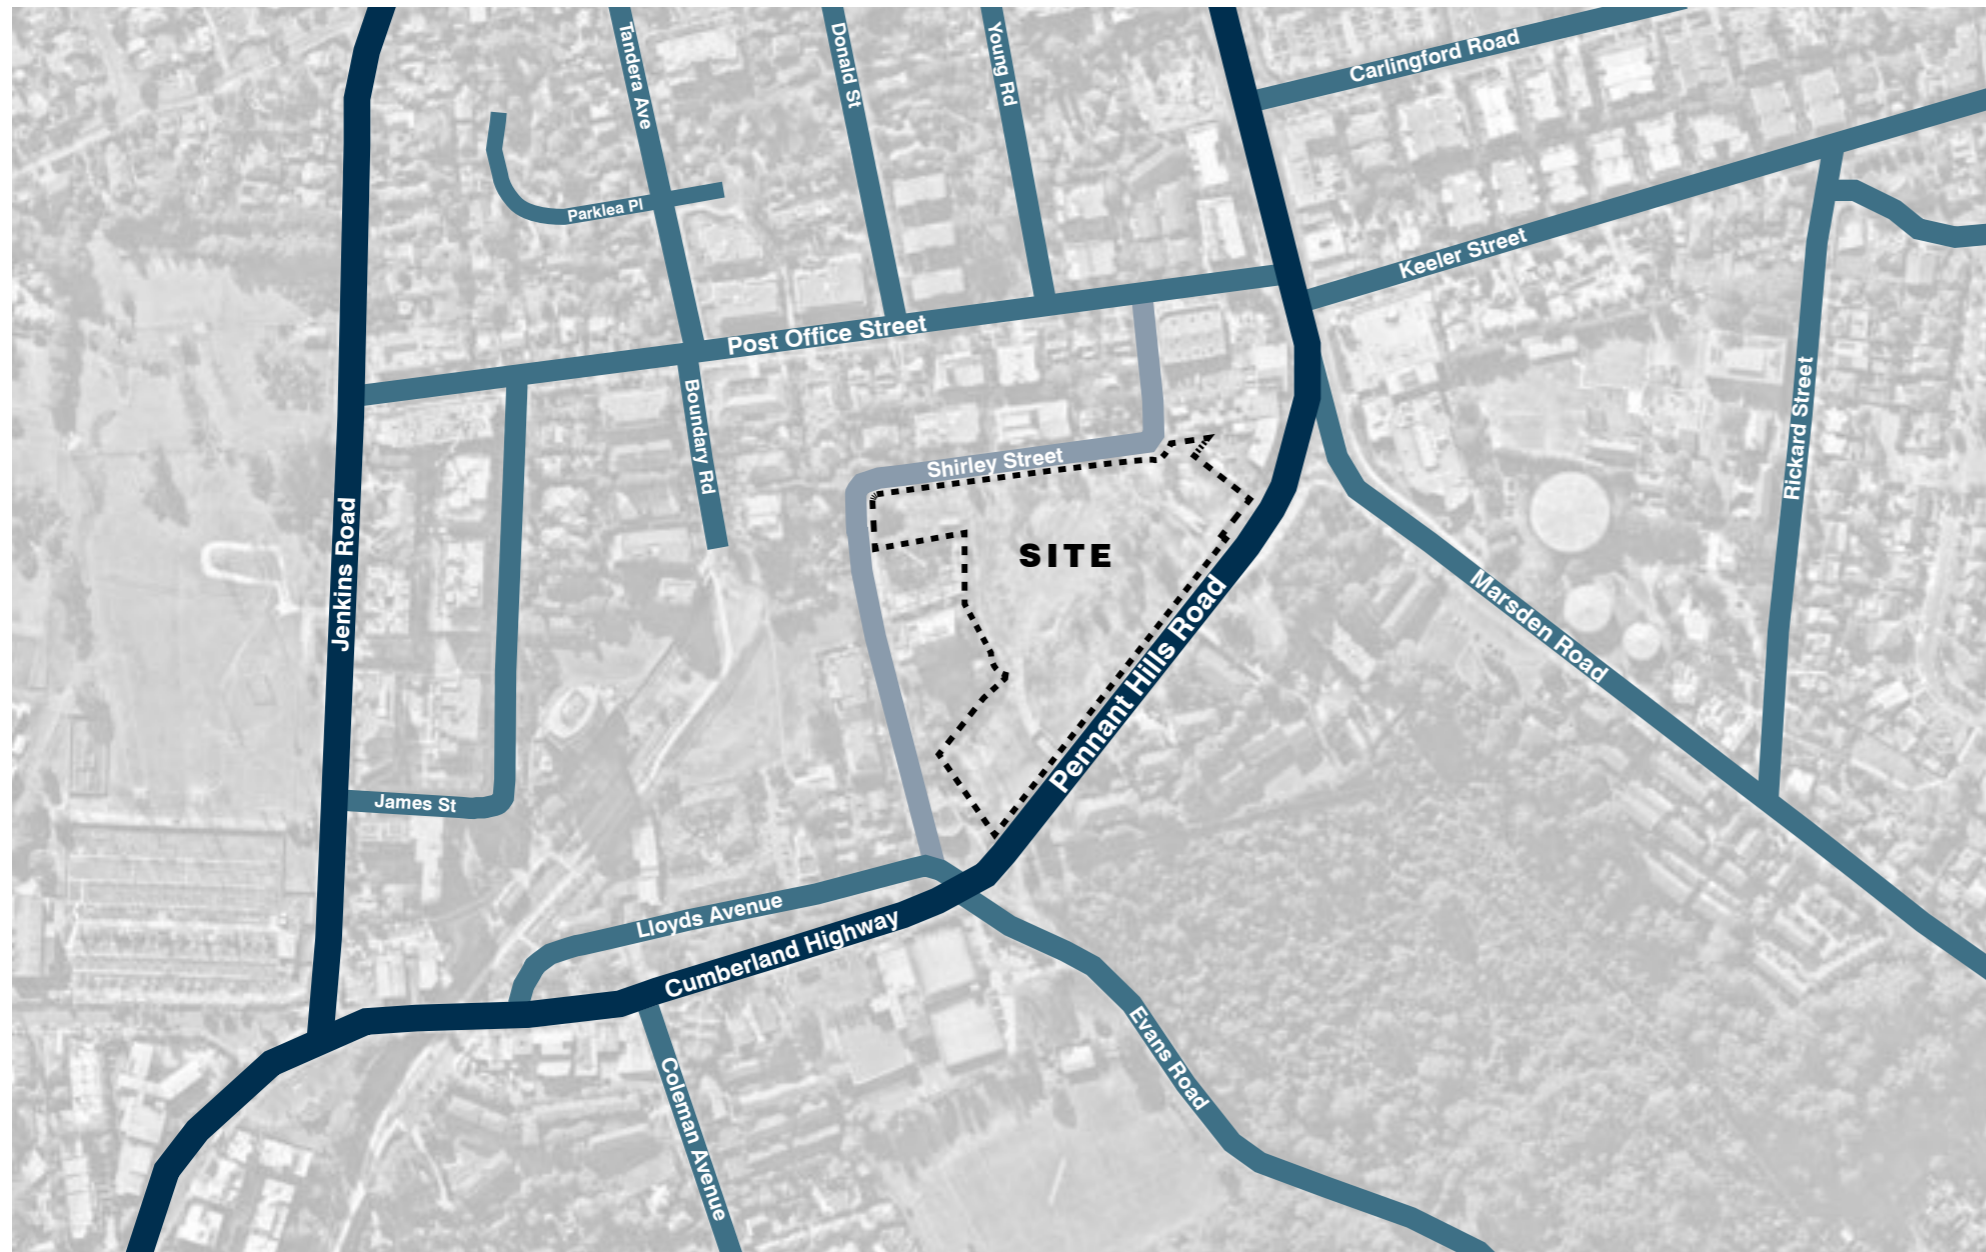 Tandera Ave
Donald St
Young Rd
Carlingford Road
Parklea Pl
Keeler Street
Post Office Street
Boundary Rd
Rickard Street
Shirley Street
Jenkins Road
SITE
Marsden Road
Pennant Hills Road
James St
Lloyds Avenue
Cumberland Highway
Evans Road
Coleman Avenue